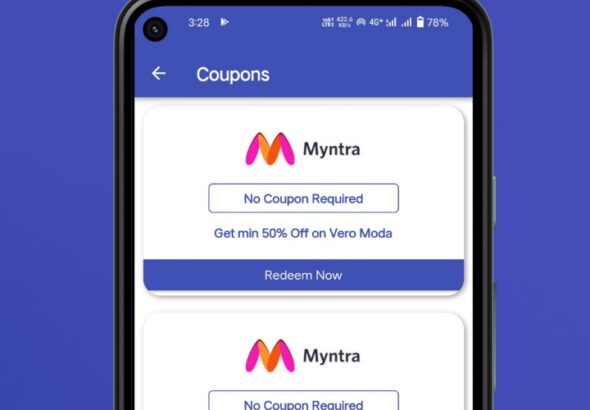 3:28
Vo)) LTE2 422.6 KB/s 4G+ 78%
Coupons
Myntra
No Coupon Required
Get min 50% Off on Vero Moda
Redeem Now
Myntra
No Coupon Required